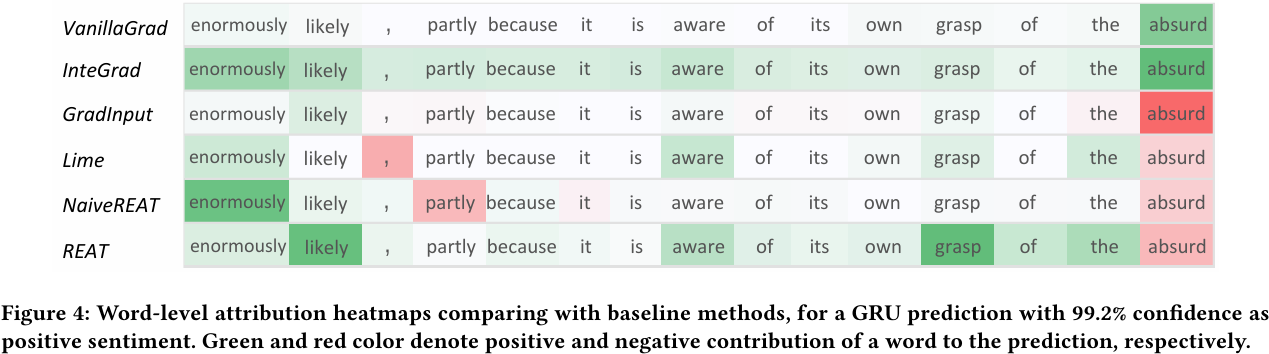 VanillaGrad enormously likely , partly because it is aware of its own grasp of the absurd
InteGrad enormously likely , partly because it is aware of its own grasp of the absurd
GradInput enormously likely , partly because it is aware of its own grasp of the absurd
Lime enormously likely , partly because it is aware of its own grasp of the absurd
NaiveREAT enormously likely , partly because it is aware of its own grasp of the absurd
REAT enormously likely , partly because it is aware of its own grasp of the absurd
Figure 4: Word-level attribution heatmaps comparing with baseline methods, for a GRU prediction with 99.2% confidence as
positive sentiment. Green and red color denote positive and negative contribution of a word to the prediction, respectively.